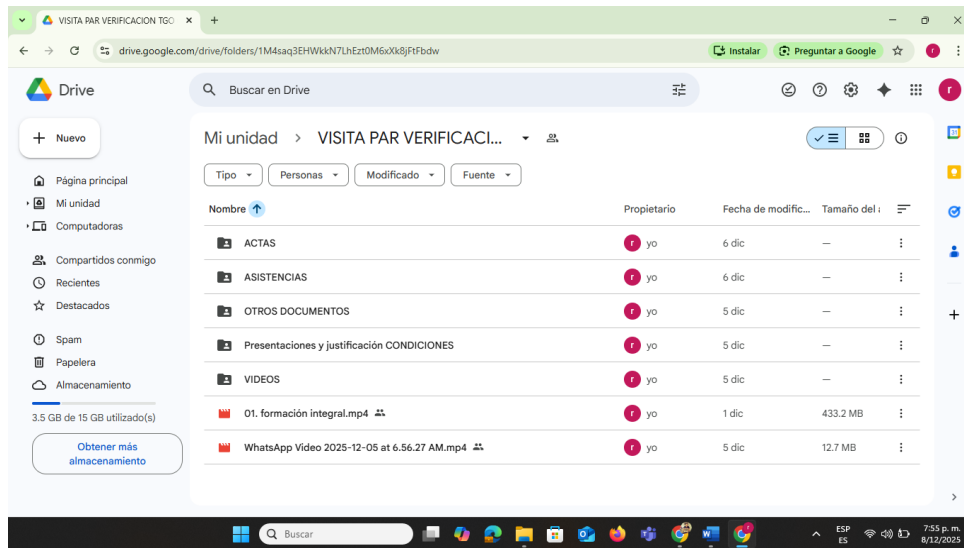 VISITA PAR VERIFICACION TGO
drive.google.com/drive/folders/1M4saq3EHWkkN7LhEzt0M6xXk8jFtFbdw
Instalar
Preguntar a Google
r
Drive
Buscar en Drive
r
Nuevo
Página principal
Mi unidad
Computadoras
Compartidos conmigo
Recientes
Destacados
Spam
Papelera
Almacenamiento
3.5 GB de 15 GB utilizado(s)
Obtener más
almacenamiento
Mi unidad > VISITA PAR VERIFICACI...
Tipo Personas Modificado Fuente
Nombre Propietario Fecha de modific... Tamaño del
ACTAS r yo 6 dic —
ASISTENCIAS r yo 6 dic —
OTROS DOCUMENTOS r yo 5 dic —
Presentaciones y justificación CONDICIONES r yo 5 dic —
VIDEOS r yo 5 dic —
01. formación integral.mp4 r yo 1 dic 433.2 MB
WhatsApp Video 2025-12-05 at 6.56.27 AM.mp4 r yo 5 dic 12.7 MB
31
Buscar
ESP
ES
7:55 p. m.
8/12/2025